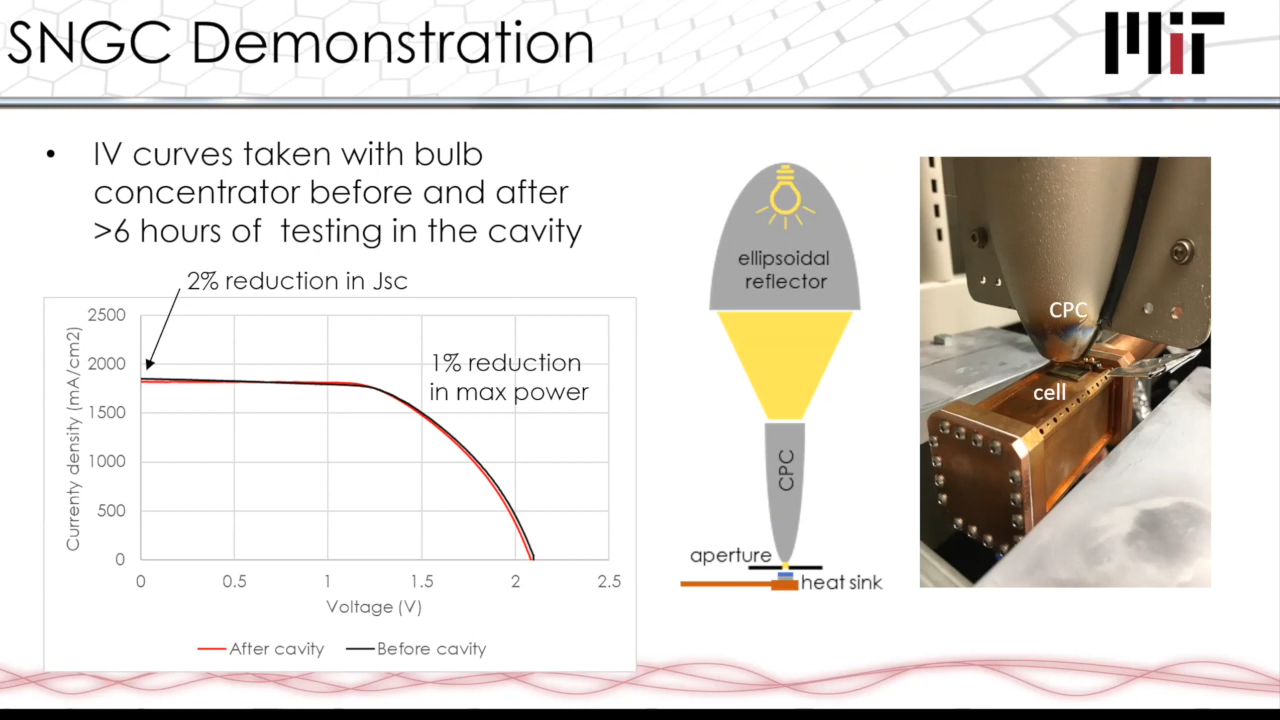 SNGC Demonstration
MiT
• IV curves taken with bulb
concentrator before and after
>6 hours of testing in the cavity
2% reduction in Jsc
1% reduction
in max power
Currenty density (mA/cm2)
2500
2000
1500
1000
500
0
0 0.5 1 1.5 2 2.5
Voltage (V)
After cavity Before cavity
ellipsoidal
reflector
CPC
aperture
heat sink
CPC
cell